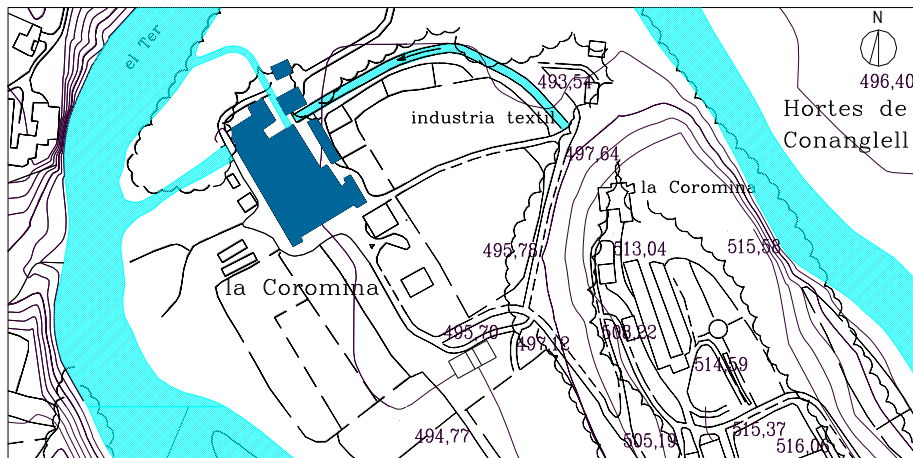 N
el Ter
493,54
496,40
Hortes de
Conanglell
industria textil
497,64
la Coromina
495,78
513,04
515,58
la Coromina
495,70
497,12
508,22
514,59
494,77
505,19
515,37
516,06